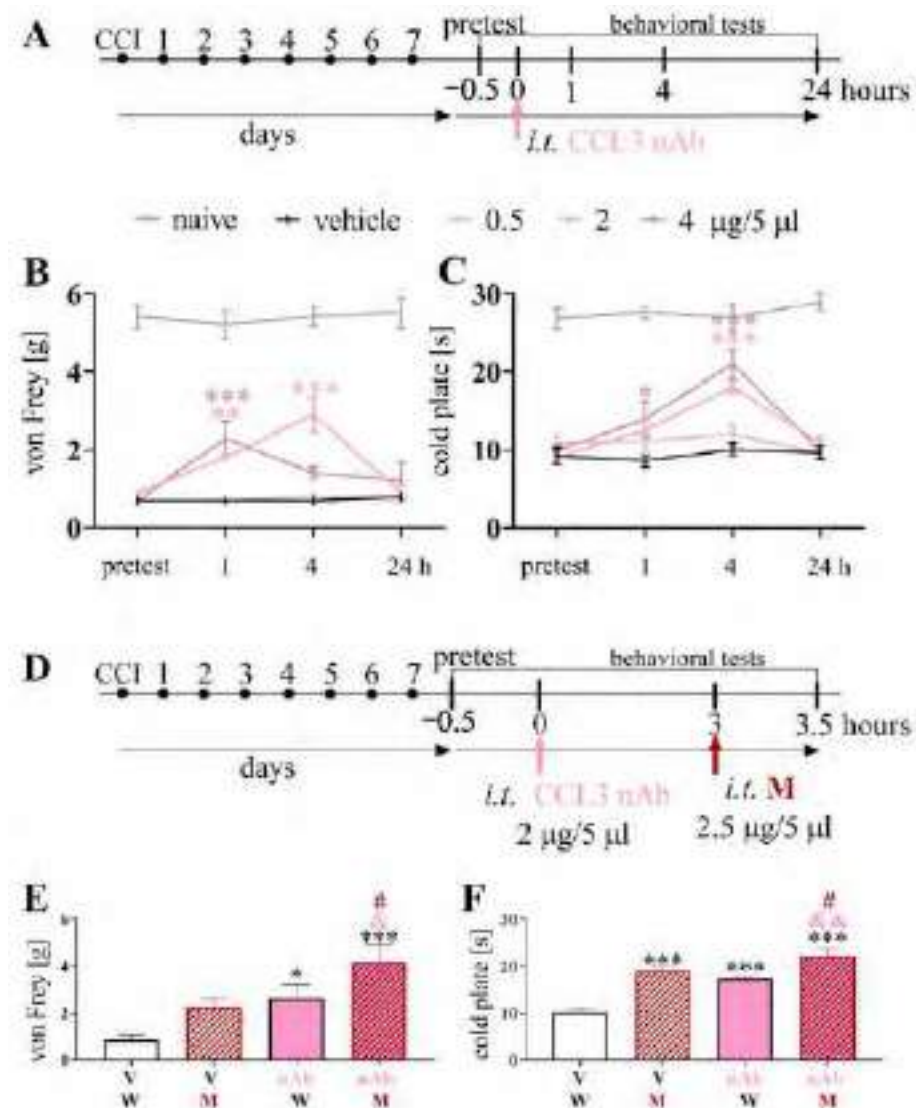 A
CCI 1 2 3 4 5 6 7 pretest behavioral tests
−0.5 0 1 4 24 hours
days i.t. CCL3 nAb
naive vehicle 0.5 2 4 μg/5 μl
B
von Frey [g]
6
4
2
0
*** 
**
***
pretest 1 4 24 h
C
cold plate [s]
30
20
10
0
*
***
***
pretest 1 4 24 h
D
CCI 1 2 3 4 5 6 7 pretest behavioral tests
−0.5 0 3 3.5 hours
days
i.t. CCL3 nAb i.t. M
2 μg/5 μl 2.5 μg/5 μl
E
von Frey [g]
6
4
2
0
*
#
&
***
V V nAb nAb
W M W M
F
cold plate [s]
30
20
10
0
***
***
#
&&
***
V V nAb nAb
W M W M